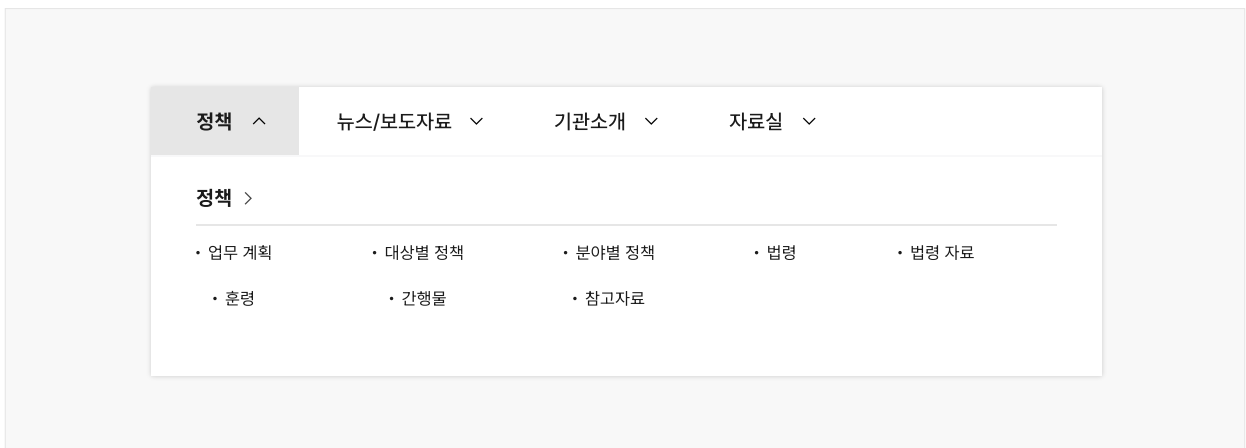 정책 뉴스/보도자료 기관소개 자료실
정책
• 업무 계획 • 대상별 정책 • 분야별 정책 • 법령 • 법령 자료
• 훈령 • 간행물 • 참고자료